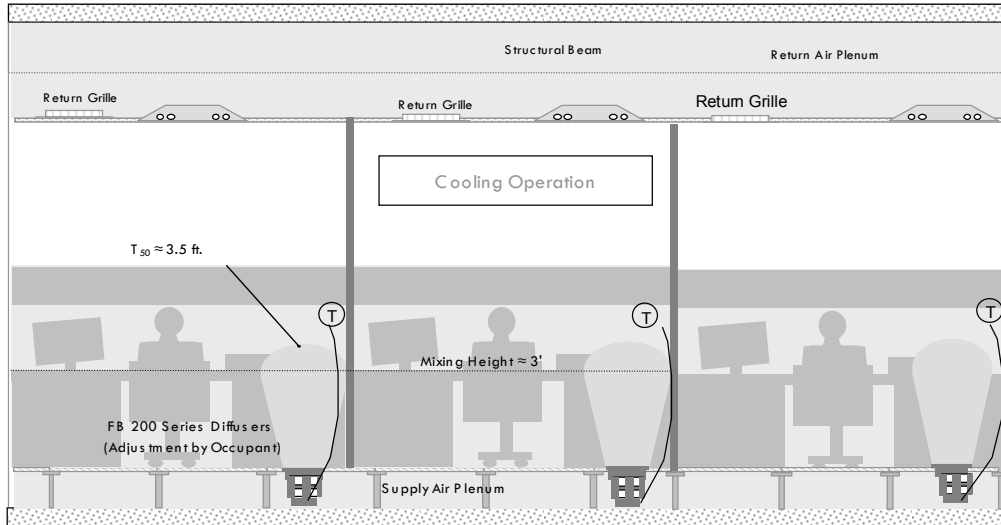 Structural Beam
Return Air Plenum
Return Grille
Return Grille
Return Grille
Cooling Operation
T50 ≈ 3.5 ft.
T
T
T
Mixing Height ≈ 3'
FB 200 Series Diffusers
(Adjustment by Occupant)
Supply Air Plenum